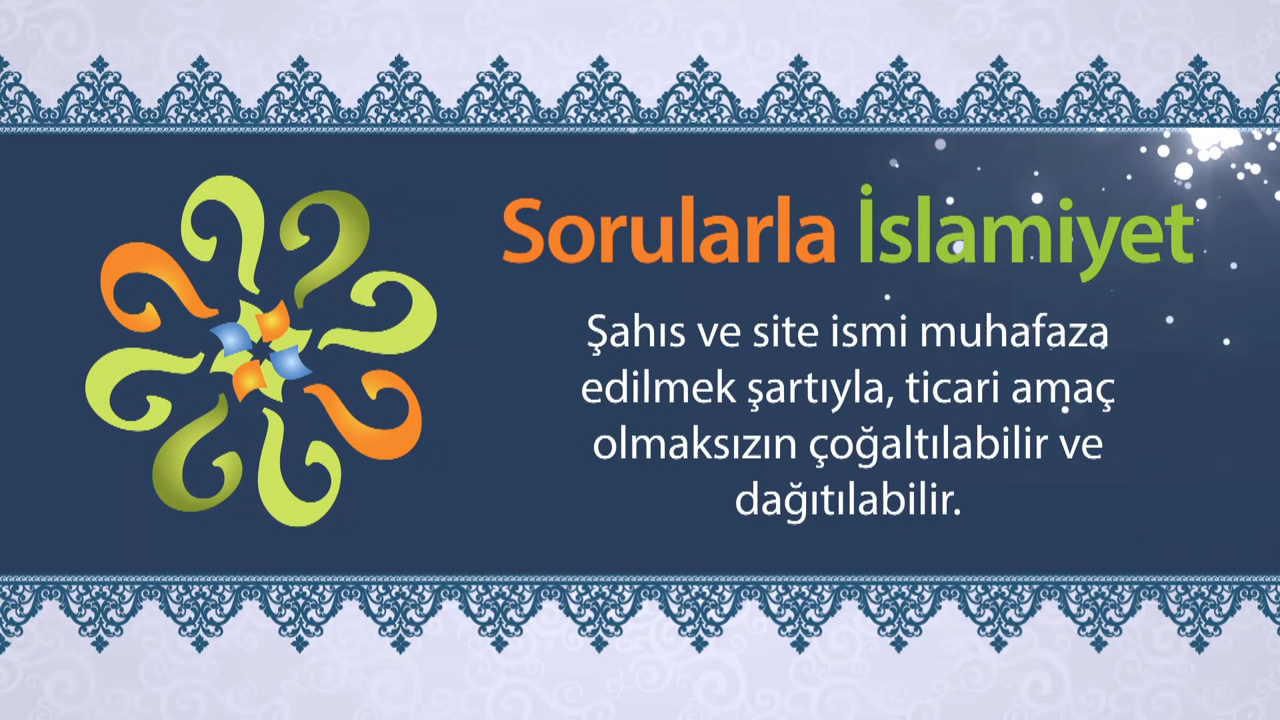 Sorularla İslamiyet
Şahıs ve site ismi muhafaza
edilmek şartıyla, ticari amaç
olmaksızın çoğaltılabilir ve
dağıtılabilir.